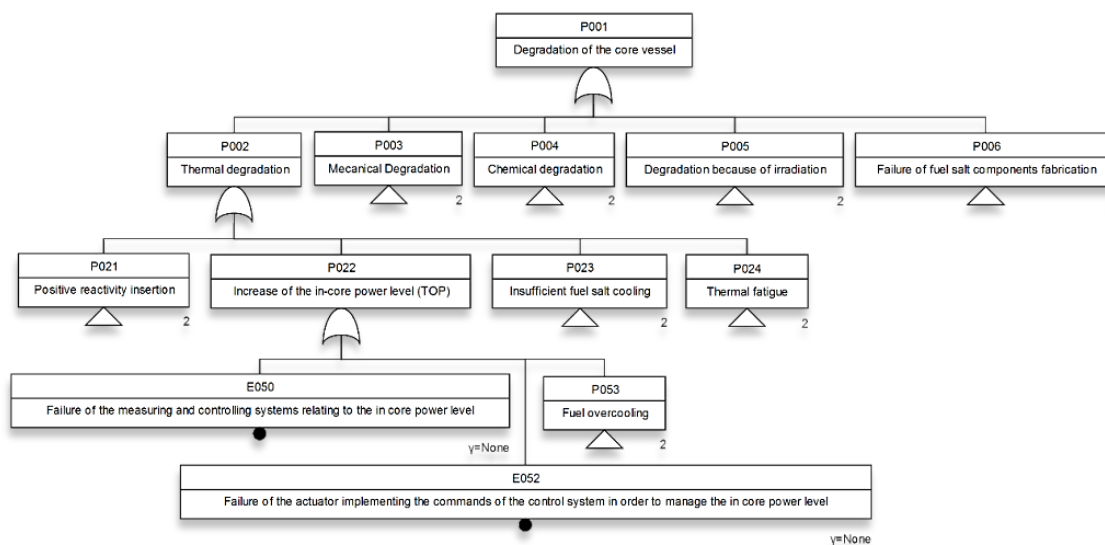 P001
Degradation of the core vessel
P002
Thermal degradation
P003
Mecanical Degradation
2
P004
Chemical degradation
2
P005
Degradation because of irradiation
2
P006
Failure of fuel salt components fabrication
P021
Positive reactivity insertion
2
P022
Increase of the in-core power level (TOP)
P023
Insufficient fuel salt cooling
2
P024
Thermal fatigue
2
E050
Failure of the measuring and controlling systems relating to the in core power level
γ=None
P053
Fuel overcooling
2
E052
Failure of the actuator implementing the commands of the control system in order to manage the in core power level
γ=None